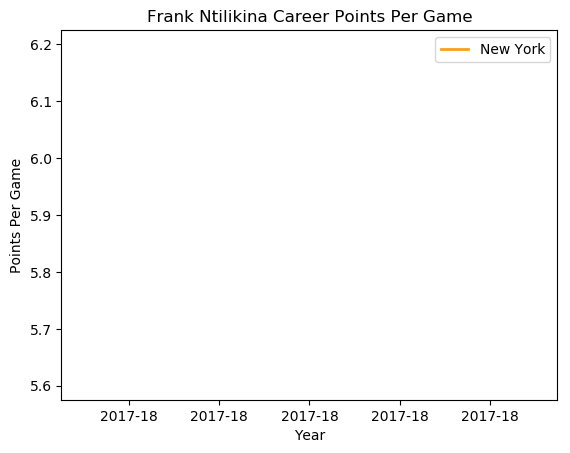 Frank Ntilikina Career Points Per Game
New York
6.2
6.1
6.0
5.9
5.8
5.7
5.6
Points Per Game
2017-18 2017-18 2017-18 2017-18 2017-18
Year